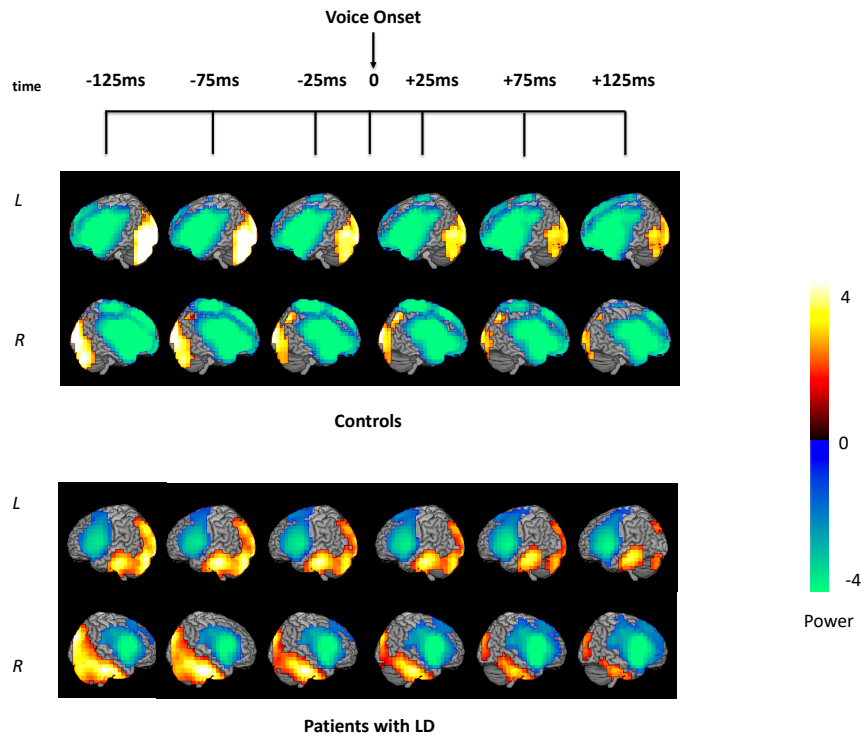 Voice Onset
time -125ms -75ms -25ms 0 +25ms +75ms +125ms
L
R
Controls
L
R
Patients with LD
4
0
-4
Power